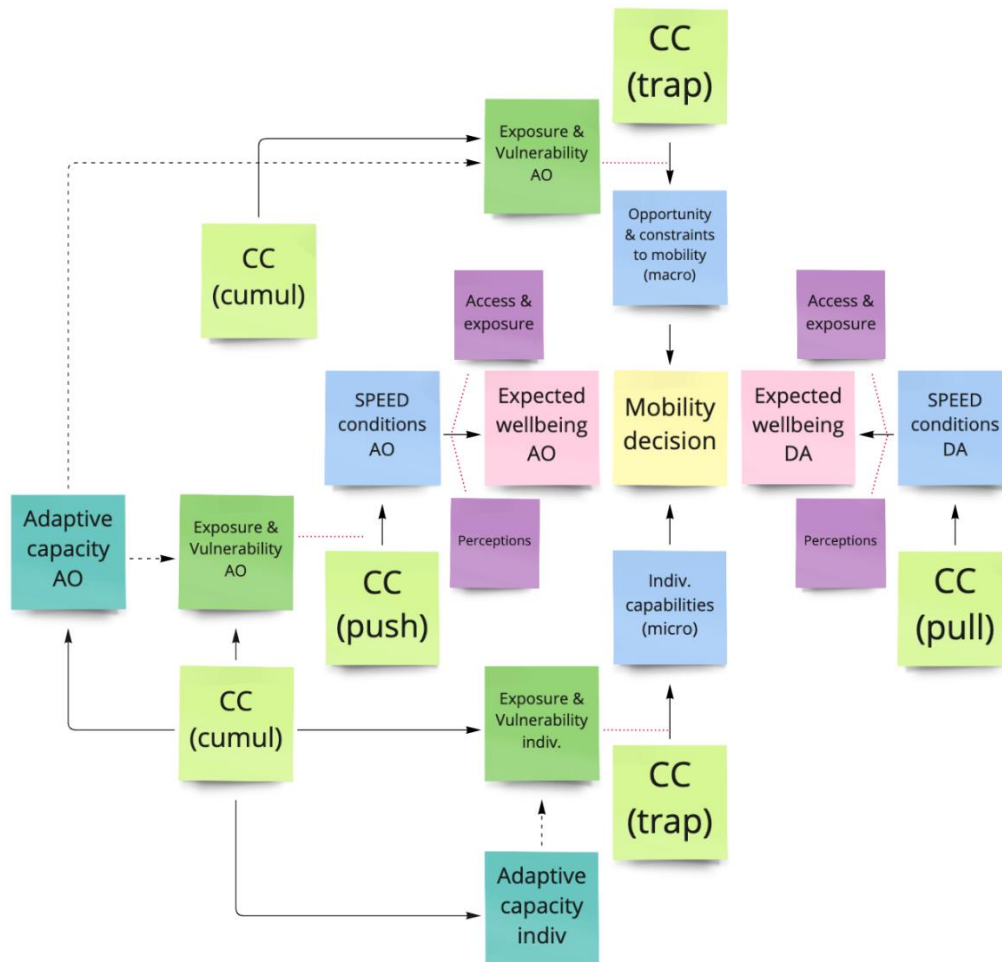 CC
(trap)
Exposure &
Vulnerability
AO
Opportunity
& constraints
to mobility
(macro)
CC
(cumul)
Access &
exposure
Access &
exposure
SPEED
conditions
AO
Expected
wellbeing
AO
Mobility
decision
Expected
wellbeing
DA
SPEED
conditions
DA
Adaptive
capacity
AO
Exposure &
Vulnerability
AO
CC
(push)
Perceptions
Indiv.
capabilities
(micro)
Perceptions
CC
(pull)
CC
(cumul)
Exposure &
Vulnerability
indiv.
CC
(trap)
Adaptive
capacity
indiv